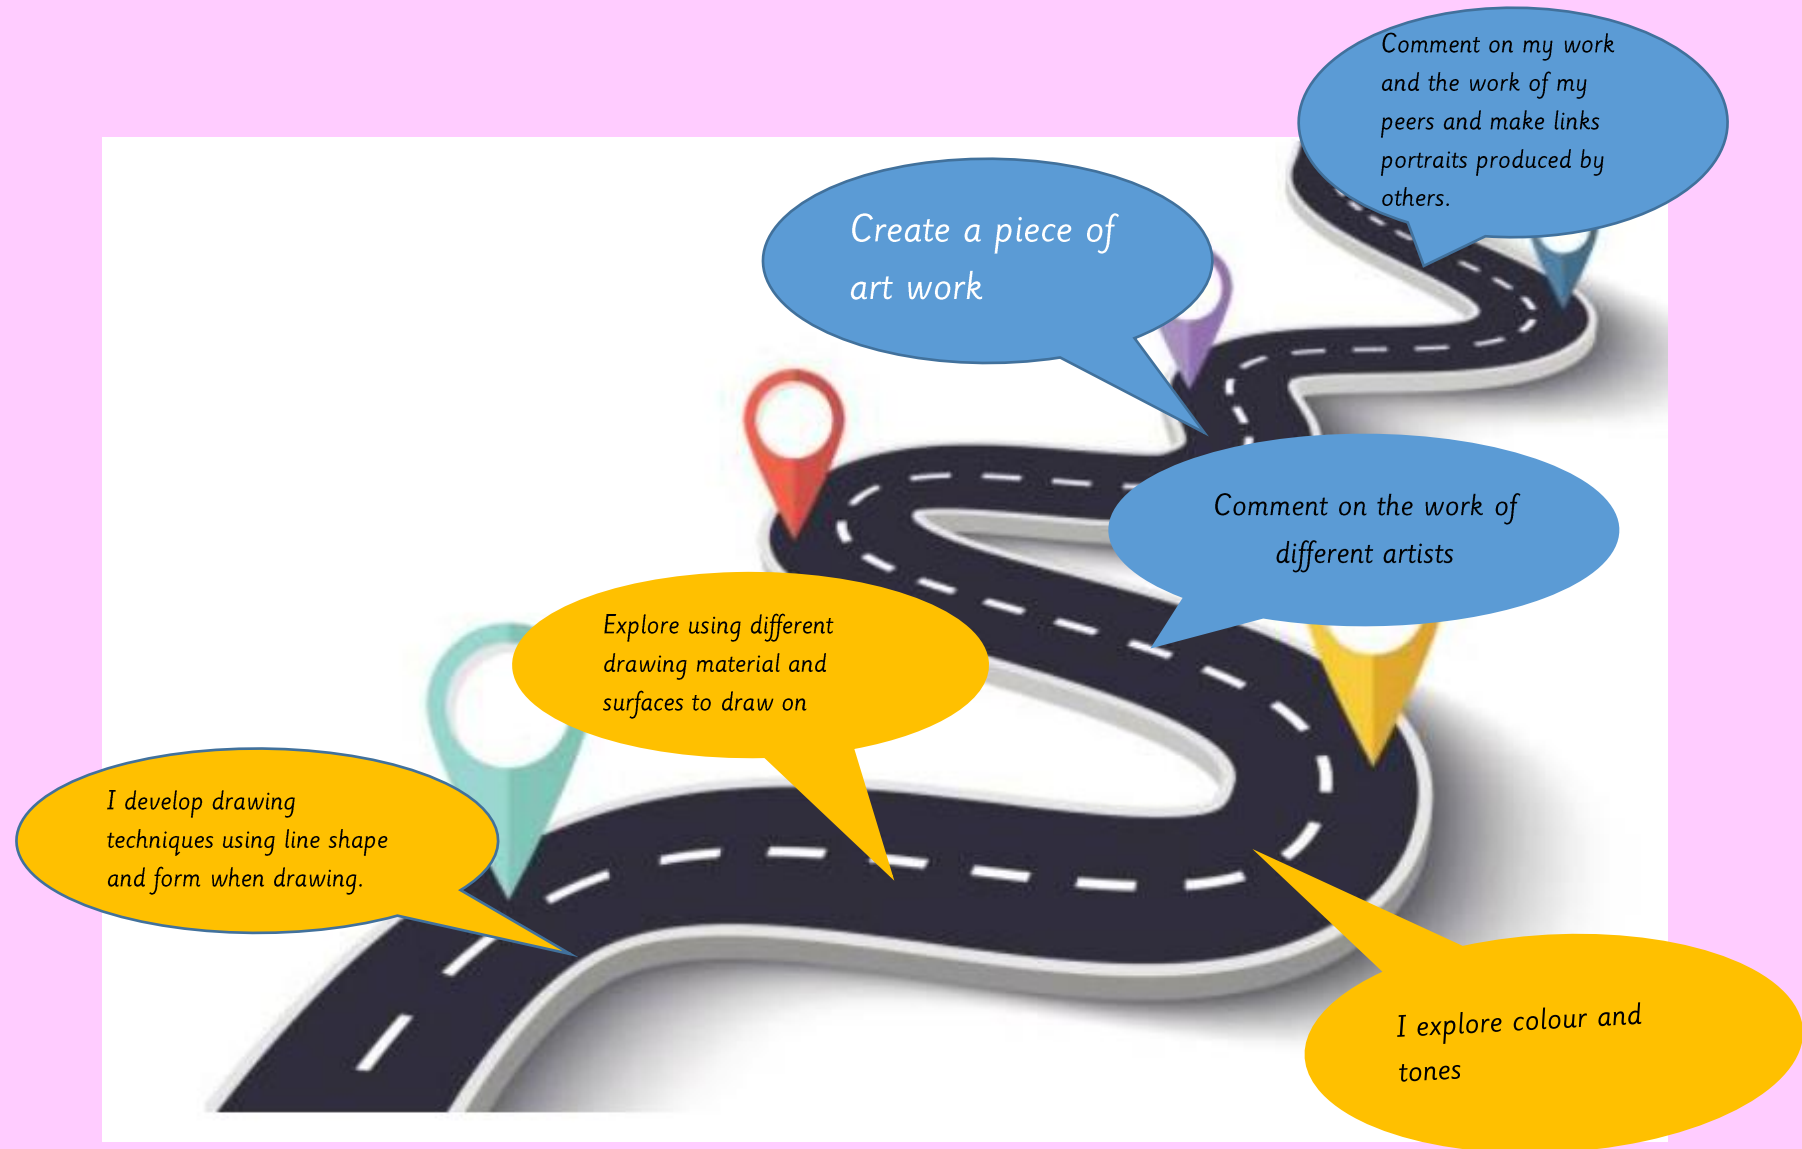 Comment on my work
and the work of my
peers and make links
portraits produced by
others.
Create a piece of
art work
Comment on the work of
different artists
Explore using different
drawing material and
surfaces to draw on
I develop drawing
techniques using line shape
and form when drawing.
I explore colour and
tones